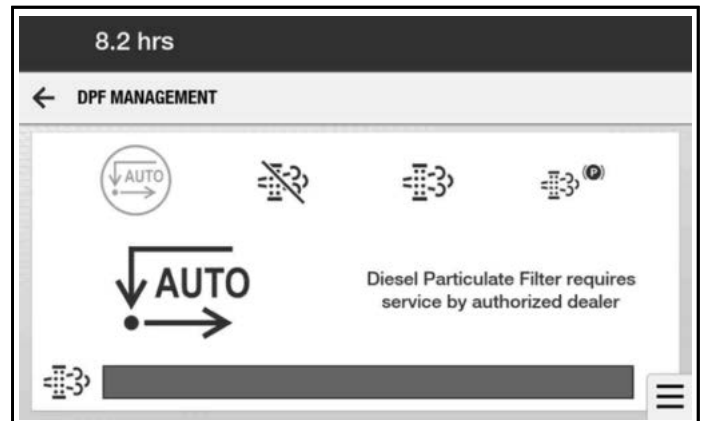 8.2 hrs
DPF MANAGEMENT
AUTO
P
AUTO
Diesel Particulate Filter requires
service by authorized dealer